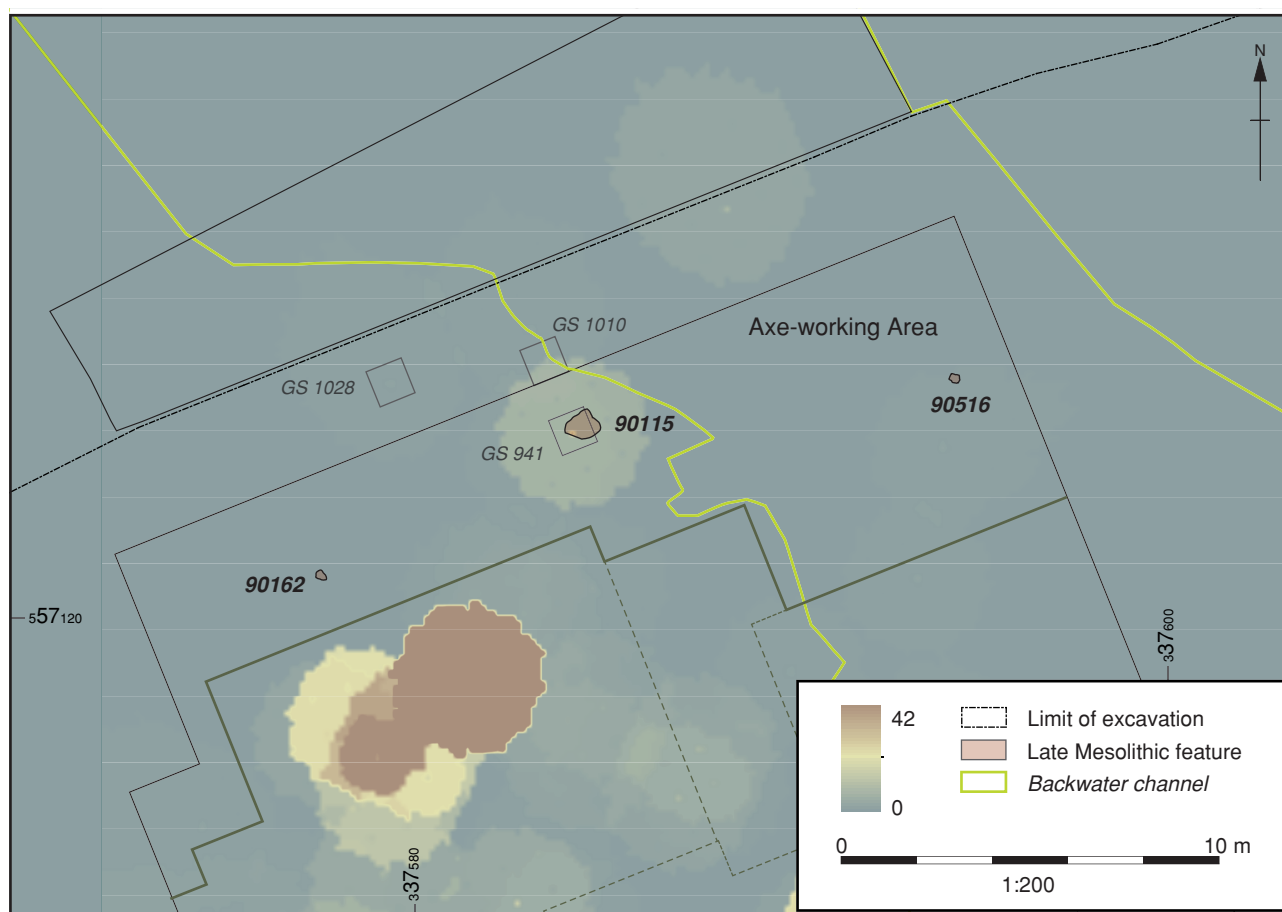 N
GS 1010
Axe-working Area
GS 1028
90516
90115
GS 941
90162
557120
337600
337580
42
0
Limit of excavation
Late Mesolithic feature
Backwater channel
0 10 m
1:200